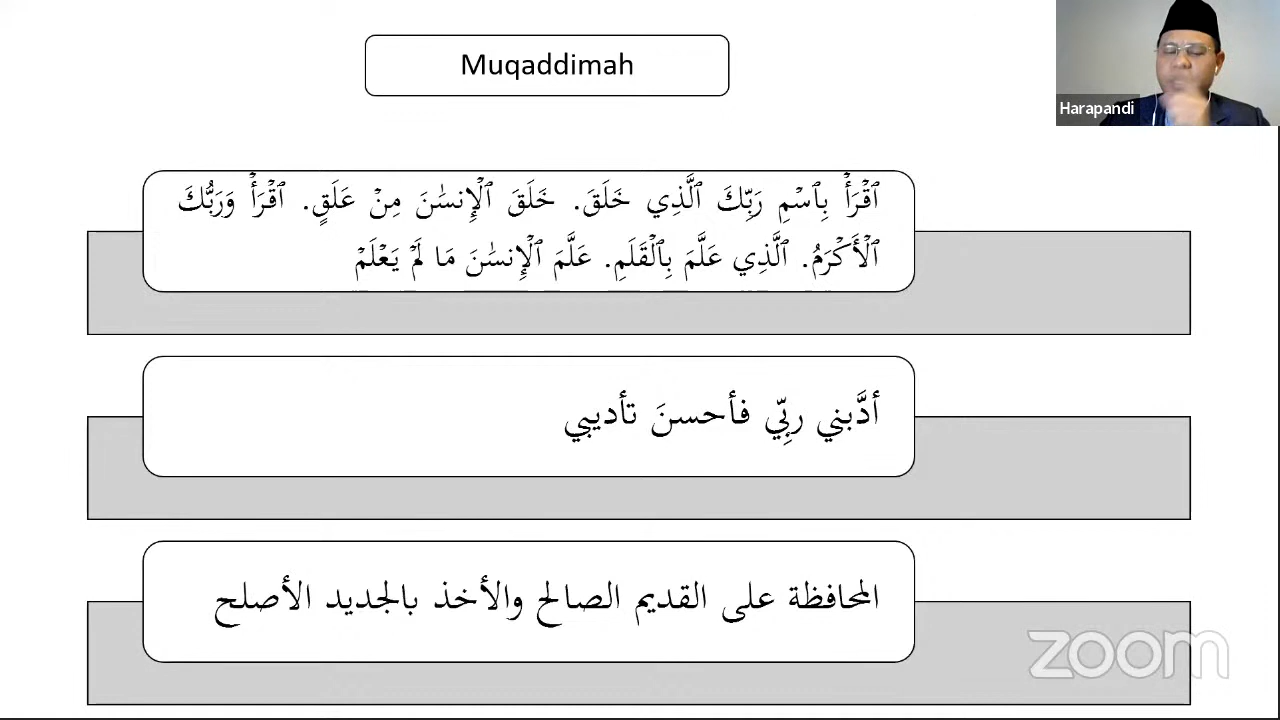 Muqaddimah
Harapandi
ٱقۡرَأۡ بِٱسۡمِ رَبِّكَ ٱلَّذِي خَلَقَ. خَلَقَ ٱلۡإِنسَٰنَ مِنۡ عَلَقٍ. ٱقۡرَأۡ وَرَبُّكَ
ٱلۡأَكۡرَمُ. ٱلَّذِي عَلَّمَ بِٱلۡقَلَمِ. عَلَّمَ ٱلۡإِنسَٰنَ مَا لَمۡ يَعۡلَمۡ
أدَّبني ربِّي فأحسنَ تأديبي
المحافظة على القديم الصالح والأخذ بالجديد الأصلح
zoom